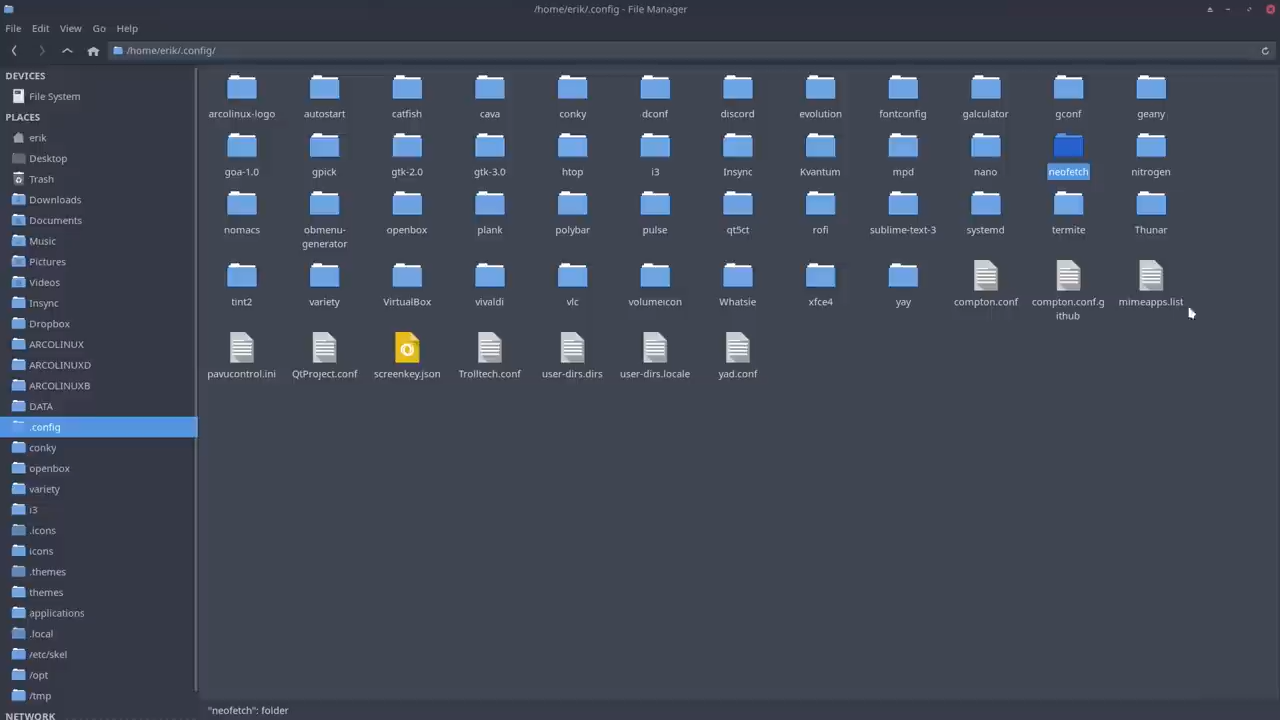 /home/erik/.config - File Manager
File Edit View Go Help
/home/erik/.config/
DEVICES
File System
PLACES
erik
Desktop
Trash
Downloads
Documents
Music
Pictures
Videos
Insync
Dropbox
ARCOLINUX
ARCOLINUXD
ARCOLINUXB
DATA
.config
conky
openbox
variety
i3
.icons
icons
.themes
themes
applications
.local
/etc/skel
/opt
/tmp
NETWORK
arcolinux-logo autostart catfish cava conky dconf discord evolution fontconfig galculator gconf geany
goa-1.0 gpick gtk-2.0 gtk-3.0 htop i3 Insync Kvantum mpd nano neofetch nitrogen
nomacs obmenu- openbox plank polybar pulse qt5ct rofi sublime-text-3 systemd termite Thunar
generator
tint2 variety VirtualBox vivaldi vlc volumeicon Whatsie xfce4 yay compton.conf compton.conf.g mimeapps.list
ithub
pavucontrol.ini QtProject.conf screenkey.json Trolltech.conf user-dirs.dirs user-dirs.locale yad.conf
"neofetch": folder